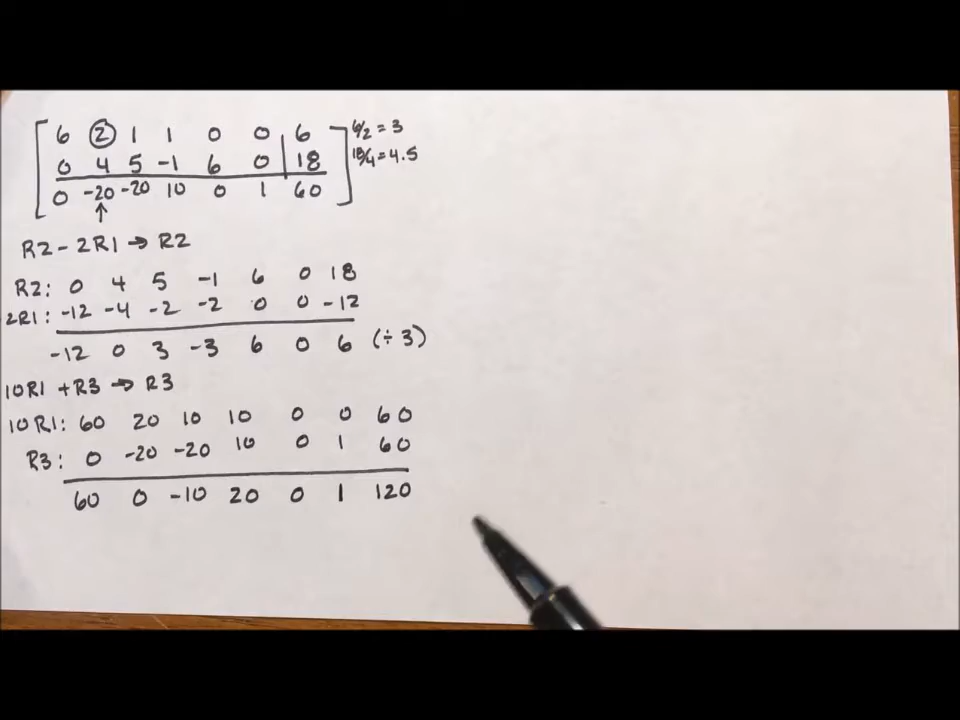 6 2 1 1 0 0 6 6/2 = 3
0 4 5 -1 6 0 18 18/4 = 4.5
0 -20 -20 10 0 1 60
↑
R2 - 2R1 → R2
R2: 0 4 5 -1 6 0 18
2R1: -12 -4 -2 -2 0 0 -12
-12 0 3 -3 6 0 6 (÷3)
10R1 + R3 → R3
10R1: 60 20 10 10 0 0 60
R3: 0 -20 -20 10 0 1 60
60 0 -10 20 0 1 120